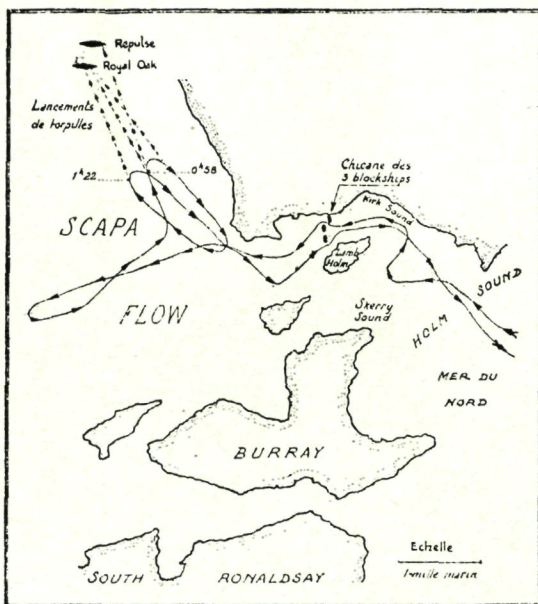 Repulse
Royal Oak
Lancements
de torpilles
1ʰ22
0ʰ58
Chicane des
3 blockships
Kirk Sound
SCAPA
Lamb
Holm
SOUND
FLOW
Skerry
Sound
HOLM
MER DU
NORD
BURRAY
Echelle
1 mille marin
SOUTH
RONALDSAY